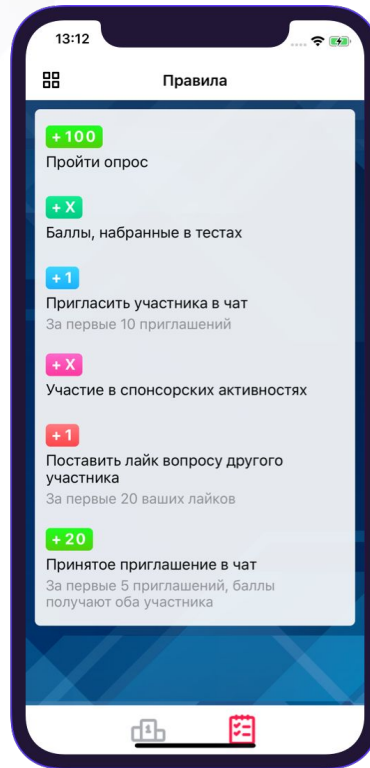 13:12
Правила
+100
Пройти опрос
+X
Баллы, набранные в тестах
+1
Пригласить участника в чат
За первые 10 приглашений
+X
Участие в спонсорских активностях
+1
Поставить лайк вопросу другого
участника
За первые 20 ваших лайков
+20
Принятое приглашение в чат
За первые 5 приглашений, баллы
получают оба участника
1